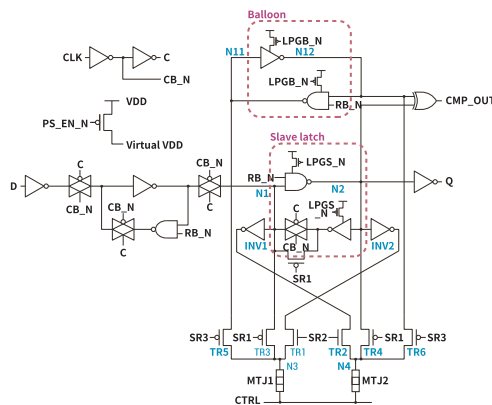 Balloon
LPGB_N
N11
N12
CLK
C
CB_N
LPGB_N
RB_N
CMP_OUT
VDD
PS_EN_N
Virtual VDD
Slave latch
LPGS_N
C
CB_N
RB_N
N1
N2
D
Q
CB_N
C
C
LPGS
_N
RB_N
C
INV1
CB_N
INV2
SR1
SR3
SR1
SR2
SR1
SR3
TR5
TR3
TR1
TR2
TR4
TR6
N3
N4
MTJ1
MTJ2
CTRL